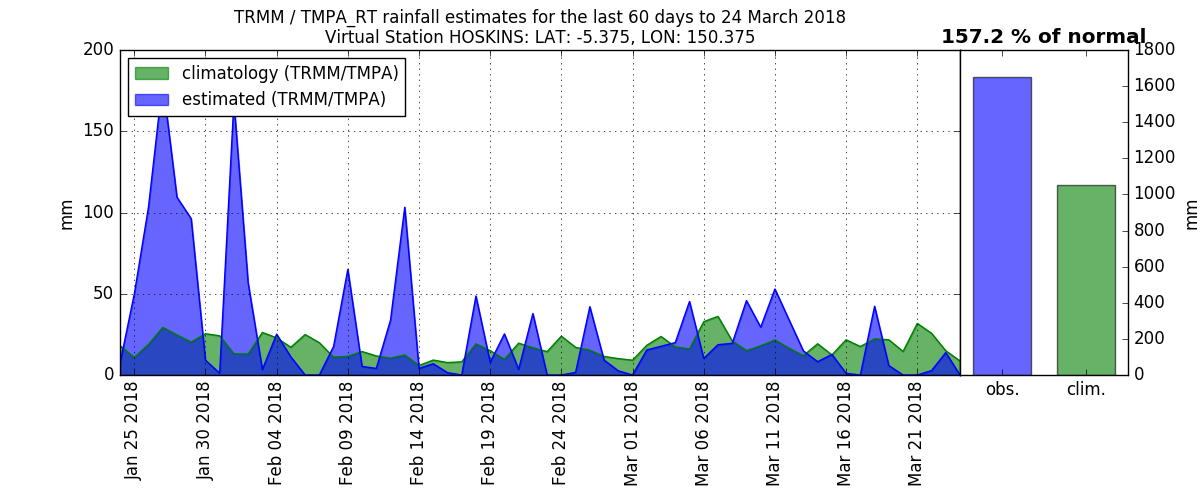 TRMM / TMPA_RT rainfall estimates for the last 60 days to 24 March 2018
Virtual Station HOSKINS: LAT: -5.375, LON: 150.375
157.2 % of normal
climatology (TRMM/TMPA)
estimated (TRMM/TMPA)
mm
200
150
100
50
0
Jan 25 2018
Jan 30 2018
Feb 04 2018
Feb 09 2018
Feb 14 2018
Feb 19 2018
Feb 24 2018
Mar 01 2018
Mar 06 2018
Mar 11 2018
Mar 16 2018
Mar 21 2018
obs.
clim.
1800
1600
1400
1200
1000
800
600
400
200
0
mm